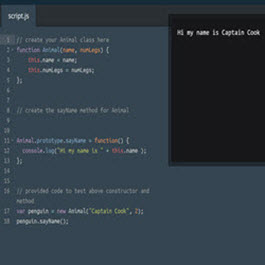 script.js
Hi my name is Captain Cook
1 // create your Animal class here
2 function Animal(name, numLegs) {
3 this.name = name;
4 this.numLegs = numLegs;
5 };
6
7
8 // create the sayName method for Animal
9
10
11 Animal.prototype.sayName = function() {
12 console.log("Hi my name is " + this.name );
13 };
14
15
16 // provided code to test above constructor and
method
17 var penguin = new Animal("Captain Cook", 2);
18 penguin.sayName();